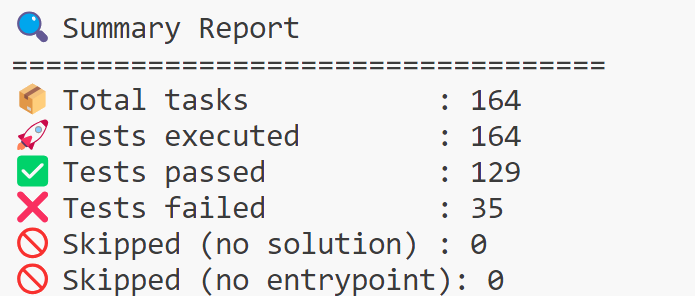 🔍 Summary Report
===================================
📦 Total tasks           : 164
🚀 Tests executed        : 164
✅ Tests passed          : 129
❌ Tests failed          : 35
🚫 Skipped (no solution) : 0
🚫 Skipped (no entrypoint): 0